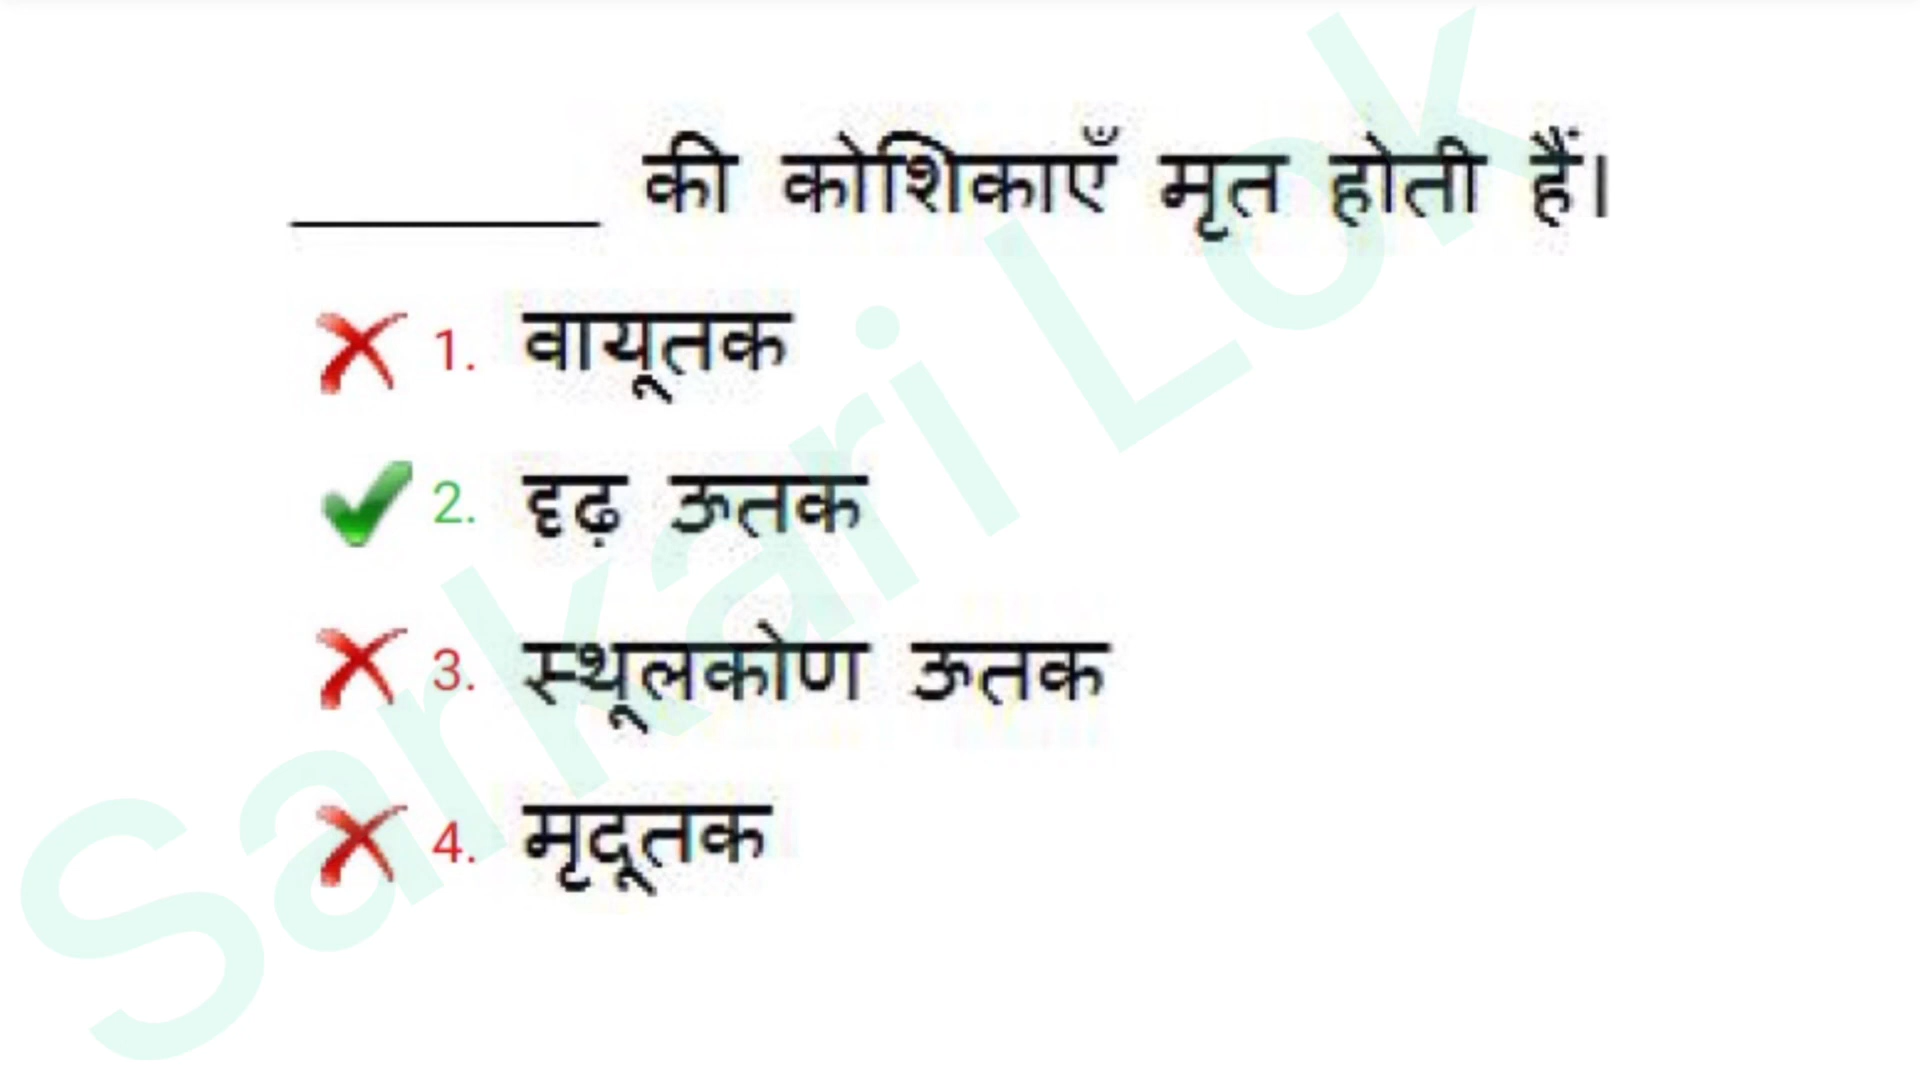 ________ की कोशिकाएँ मृत होती हैं।
1. वायूतक
2. दृढ़ ऊतक
3. स्थूलकोण ऊतक
4. मृदूतक
Sarkari Lok